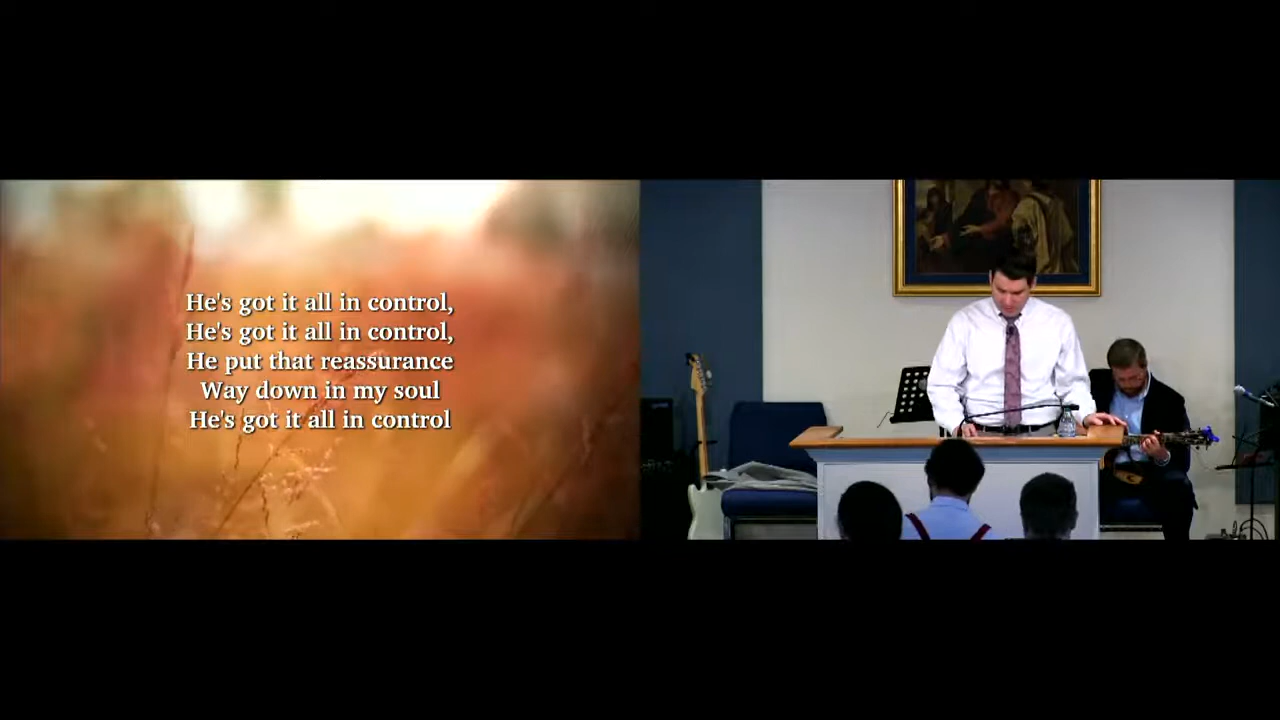 He's got it all in control,
He's got it all in control,
He put that reassurance
Way down in my soul
He's got it all in control